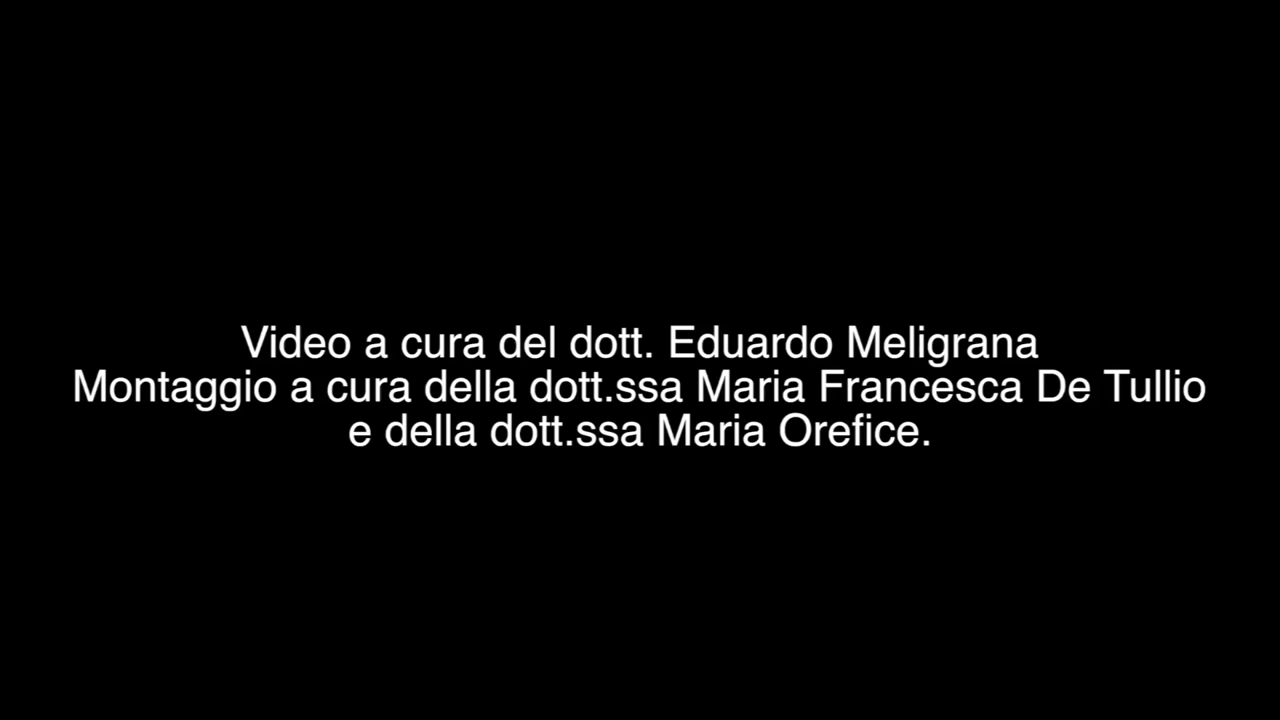 Video a cura del dott. Eduardo Meligrana
Montaggio a cura della dott.ssa Maria Francesca De Tullio
e della dott.ssa Maria Orefice.